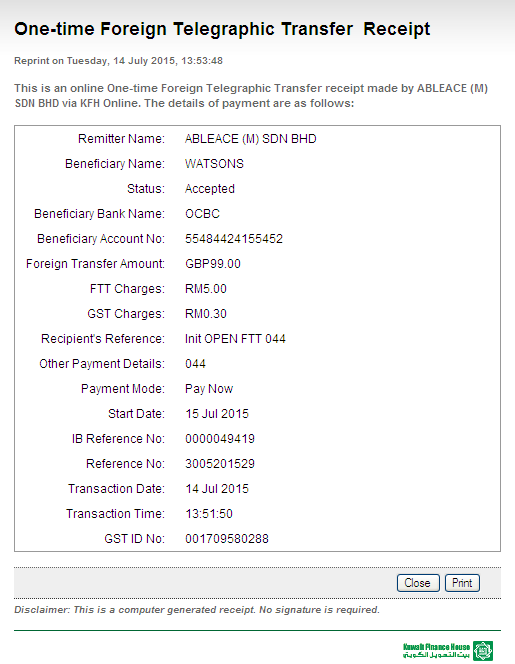 One-time Foreign Telegraphic Transfer Receipt
Reprint on Tuesday, 14 July 2015, 13:53:48
This is an online One-time Foreign Telegraphic Transfer receipt made by ABLEACE (M)
SDN BHD via KFH Online. The details of payment are as follows:
Remitter Name: ABLEACE (M) SDN BHD
Beneficiary Name: WATSONS
Status: Accepted
Beneficiary Bank Name: OCBC
Beneficiary Account No: 55484424155452
Foreign Transfer Amount: GBP99.00
FTT Charges: RM5.00
GST Charges: RM0.30
Recipient's Reference: Init OPEN FTT 044
Other Payment Details: 044
Payment Mode: Pay Now
Start Date: 15 Jul 2015
IB Reference No: 0000049419
Reference No: 3005201529
Transaction Date: 14 Jul 2015
Transaction Time: 13:51:50
GST ID No: 001709580288
Close Print
Disclaimer: This is a computer generated receipt. No signature is required.
Kuwait Finance House
بيت التمويل الكويتي